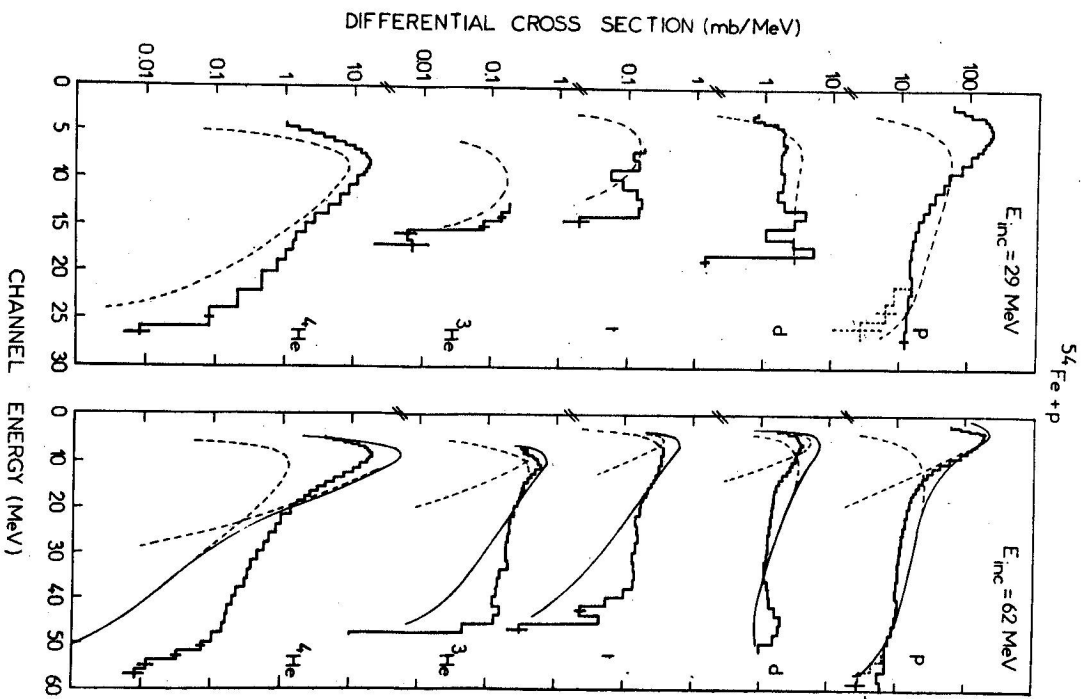 DIFFERENTIAL CROSS SECTION (mb/MeV)
0.01 0.1 1 10 0.01 0.1 1 0.1 1 1 10 10 100
54Fe+p
Einc = 29 MeV
p
d
t
3He
4He
0 5 10 15 20 25 30
Einc = 62 MeV
p
d
t
3He
4He
0 10 20 30 40 50 60
CHANNEL ENERGY (MeV)